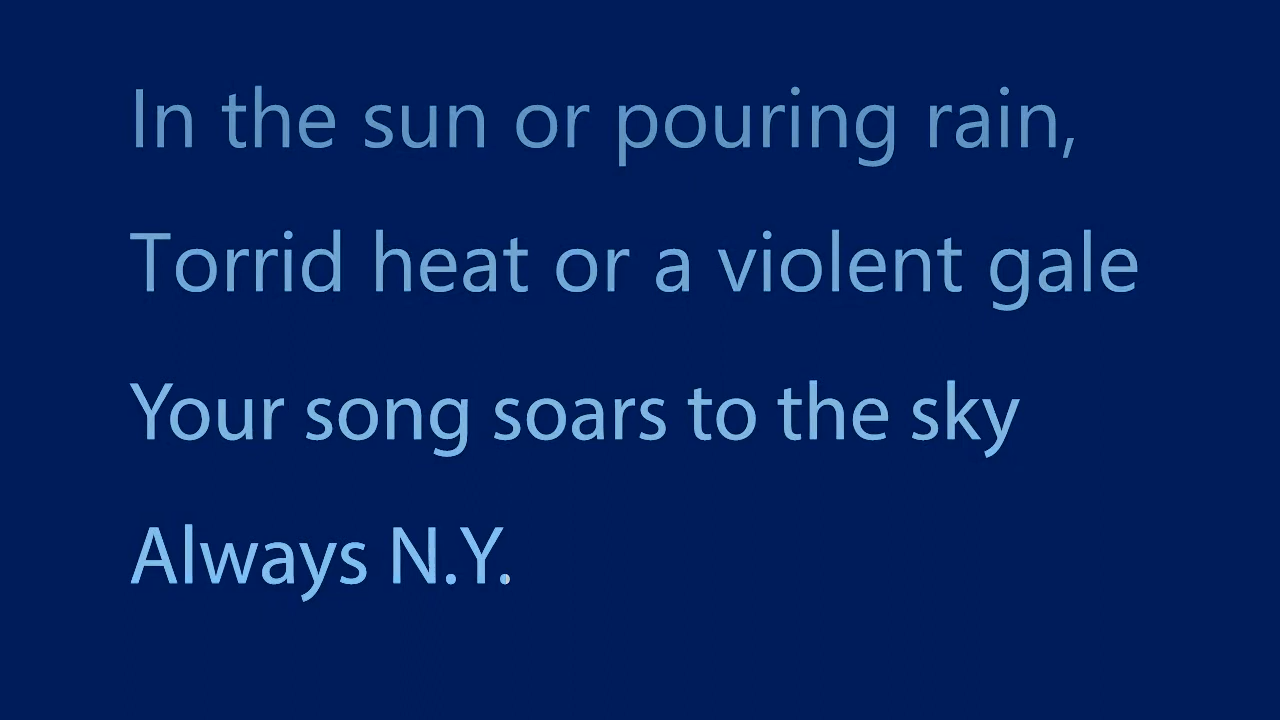 In the sun or pouring rain,
Torrid heat or a violent gale
Your song soars to the sky
Always N.Y.